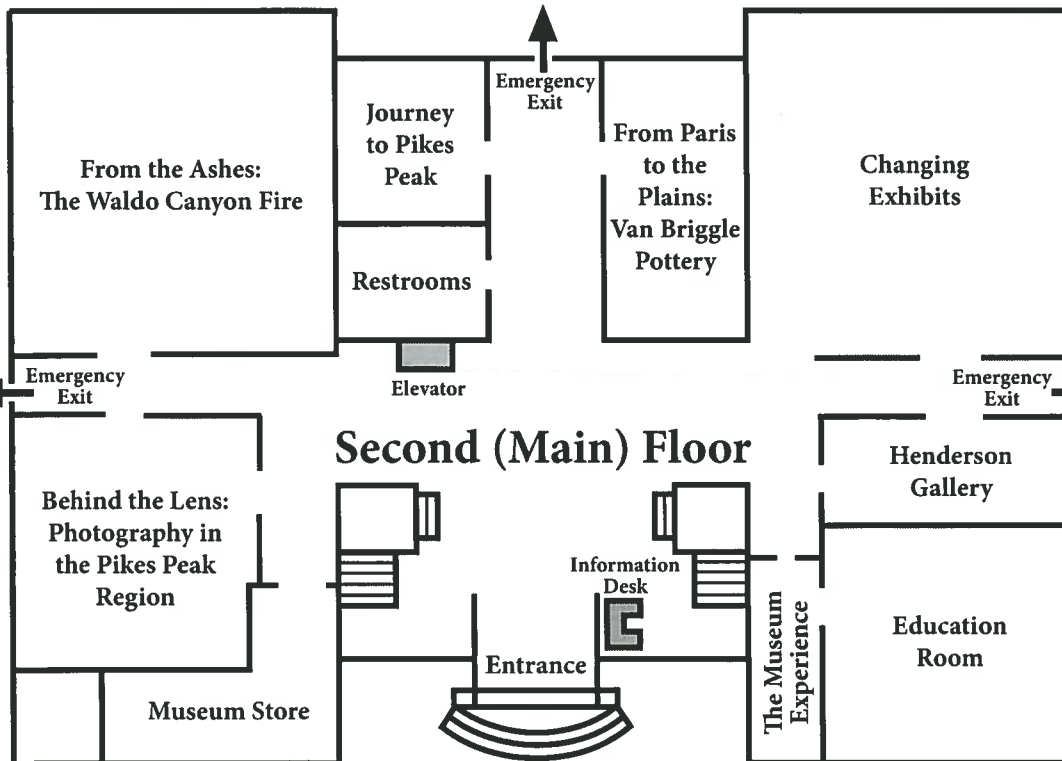 Emergency
Exit
Journey
to Pikes
Peak
From Paris
to the
Plains:
Van Briggle
Pottery
From the Ashes:
The Waldo Canyon Fire
Changing
Exhibits
Restrooms
Elevator
Emergency
Exit
Emergency
Exit
Second (Main) Floor
Henderson
Gallery
Behind the Lens:
Photography in
the Pikes Peak
Region
Information
Desk
The Museum
Experience
Education
Room
Entrance
Museum Store